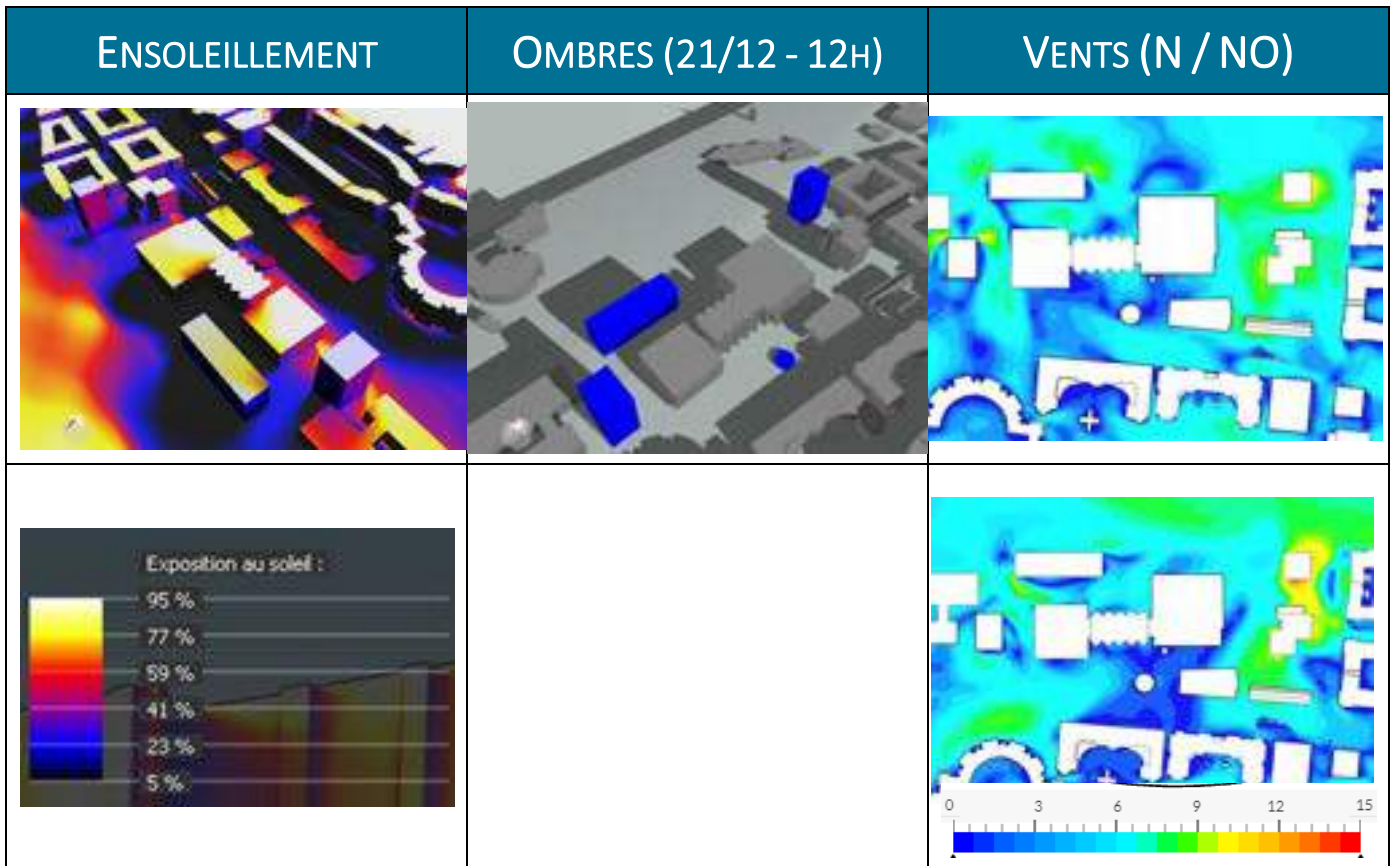 ENSOLEILLEMENT
OMBRES (21/12 - 12H)
VENTS (N / NO)
Exposition au soleil :
95 %
77 %
59 %
41 %
23 %
5 %
0 3 6 9 12 15